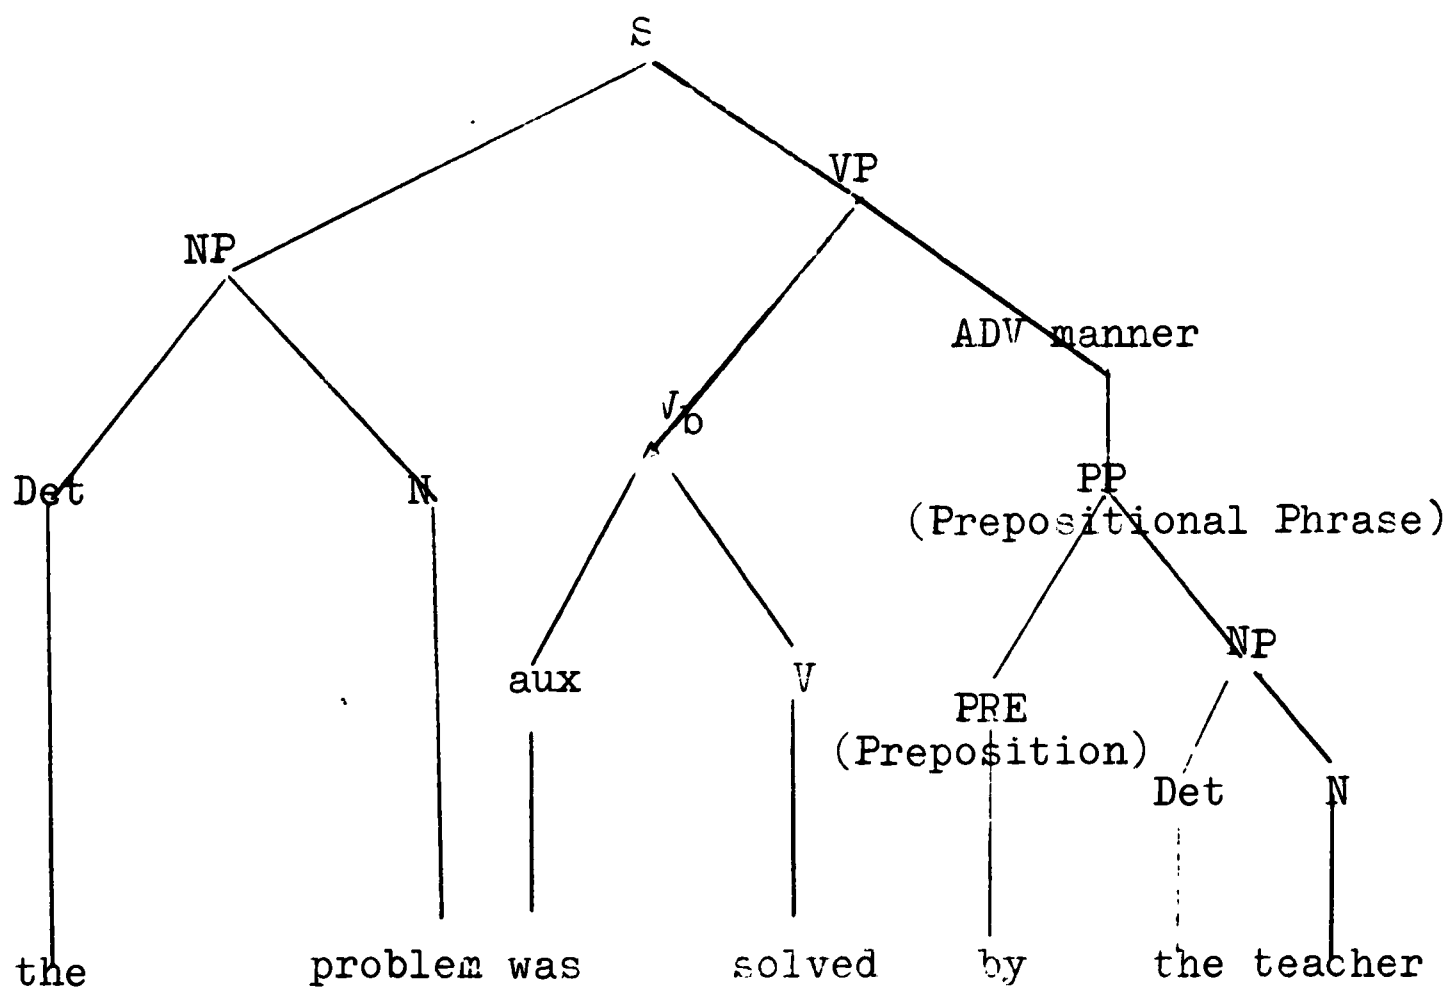 S
VP
NP
ADV manner
Vb
Det N
PP
(Prepositional Phrase)
NP
aux V
PRE
(Preposition)
Det N
the problem was solved by the teacher